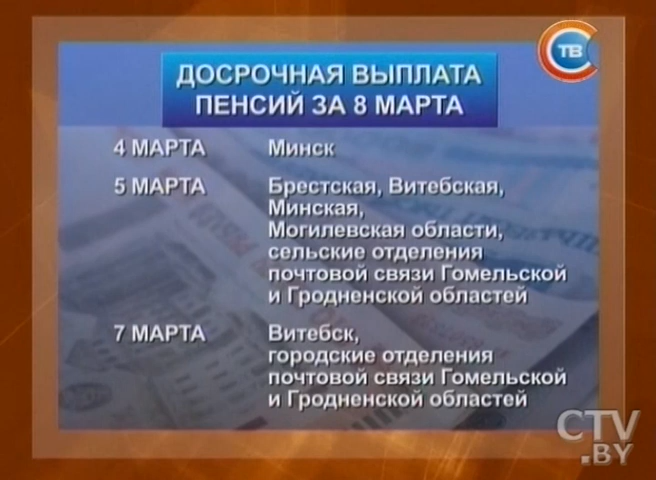 СТВ
ДОСРОЧНАЯ ВЫПЛАТА
ПЕНСИЙ ЗА 8 МАРТА
4 МАРТА Минск
5 МАРТА Брестская, Витебская,
Минская,
Могилевская области,
сельские отделения
почтовой связи Гомельской
и Гродненской областей
7 МАРТА Витебск,
городские отделения
почтовой связи Гомельской
и Гродненской областей
CTV
.BY